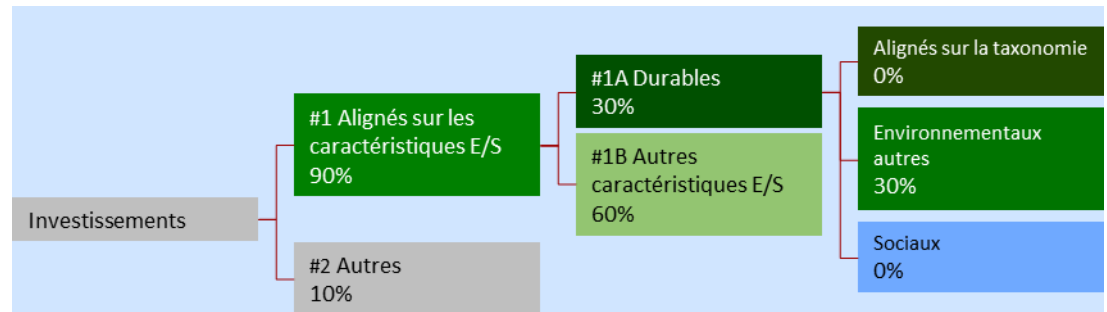 Investissements
#1 Alignés sur les
caractéristiques E/S
90%
#2 Autres
10%
#1A Durables
30%
#1B Autres
caractéristiques E/S
60%
Alignés sur la taxonomie
0%
Environnementaux
autres
30%
Sociaux
0%